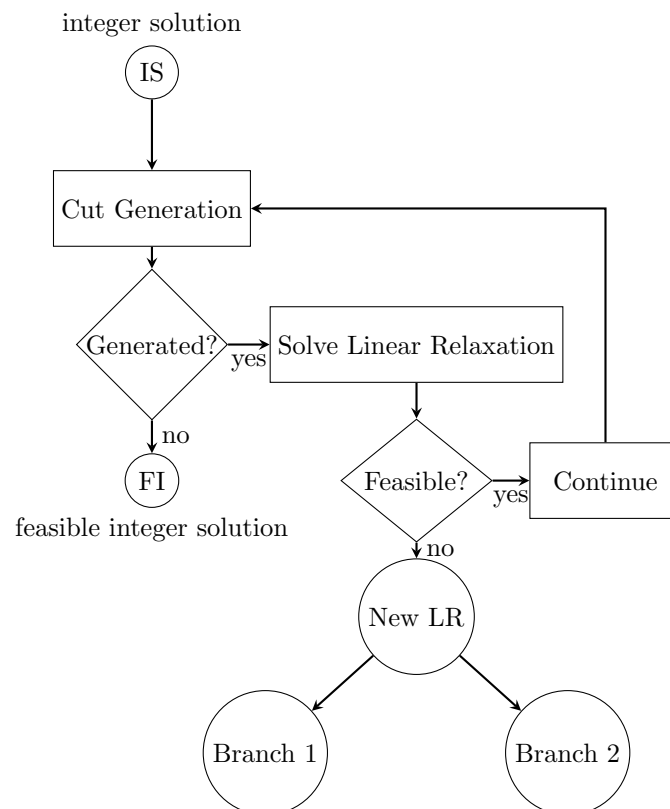 integer solution
IS
Cut Generation
Generated?
yes
Solve Linear Relaxation
no
FI
feasible integer solution
Feasible?
yes
Continue
no
New LR
Branch 1
Branch 2